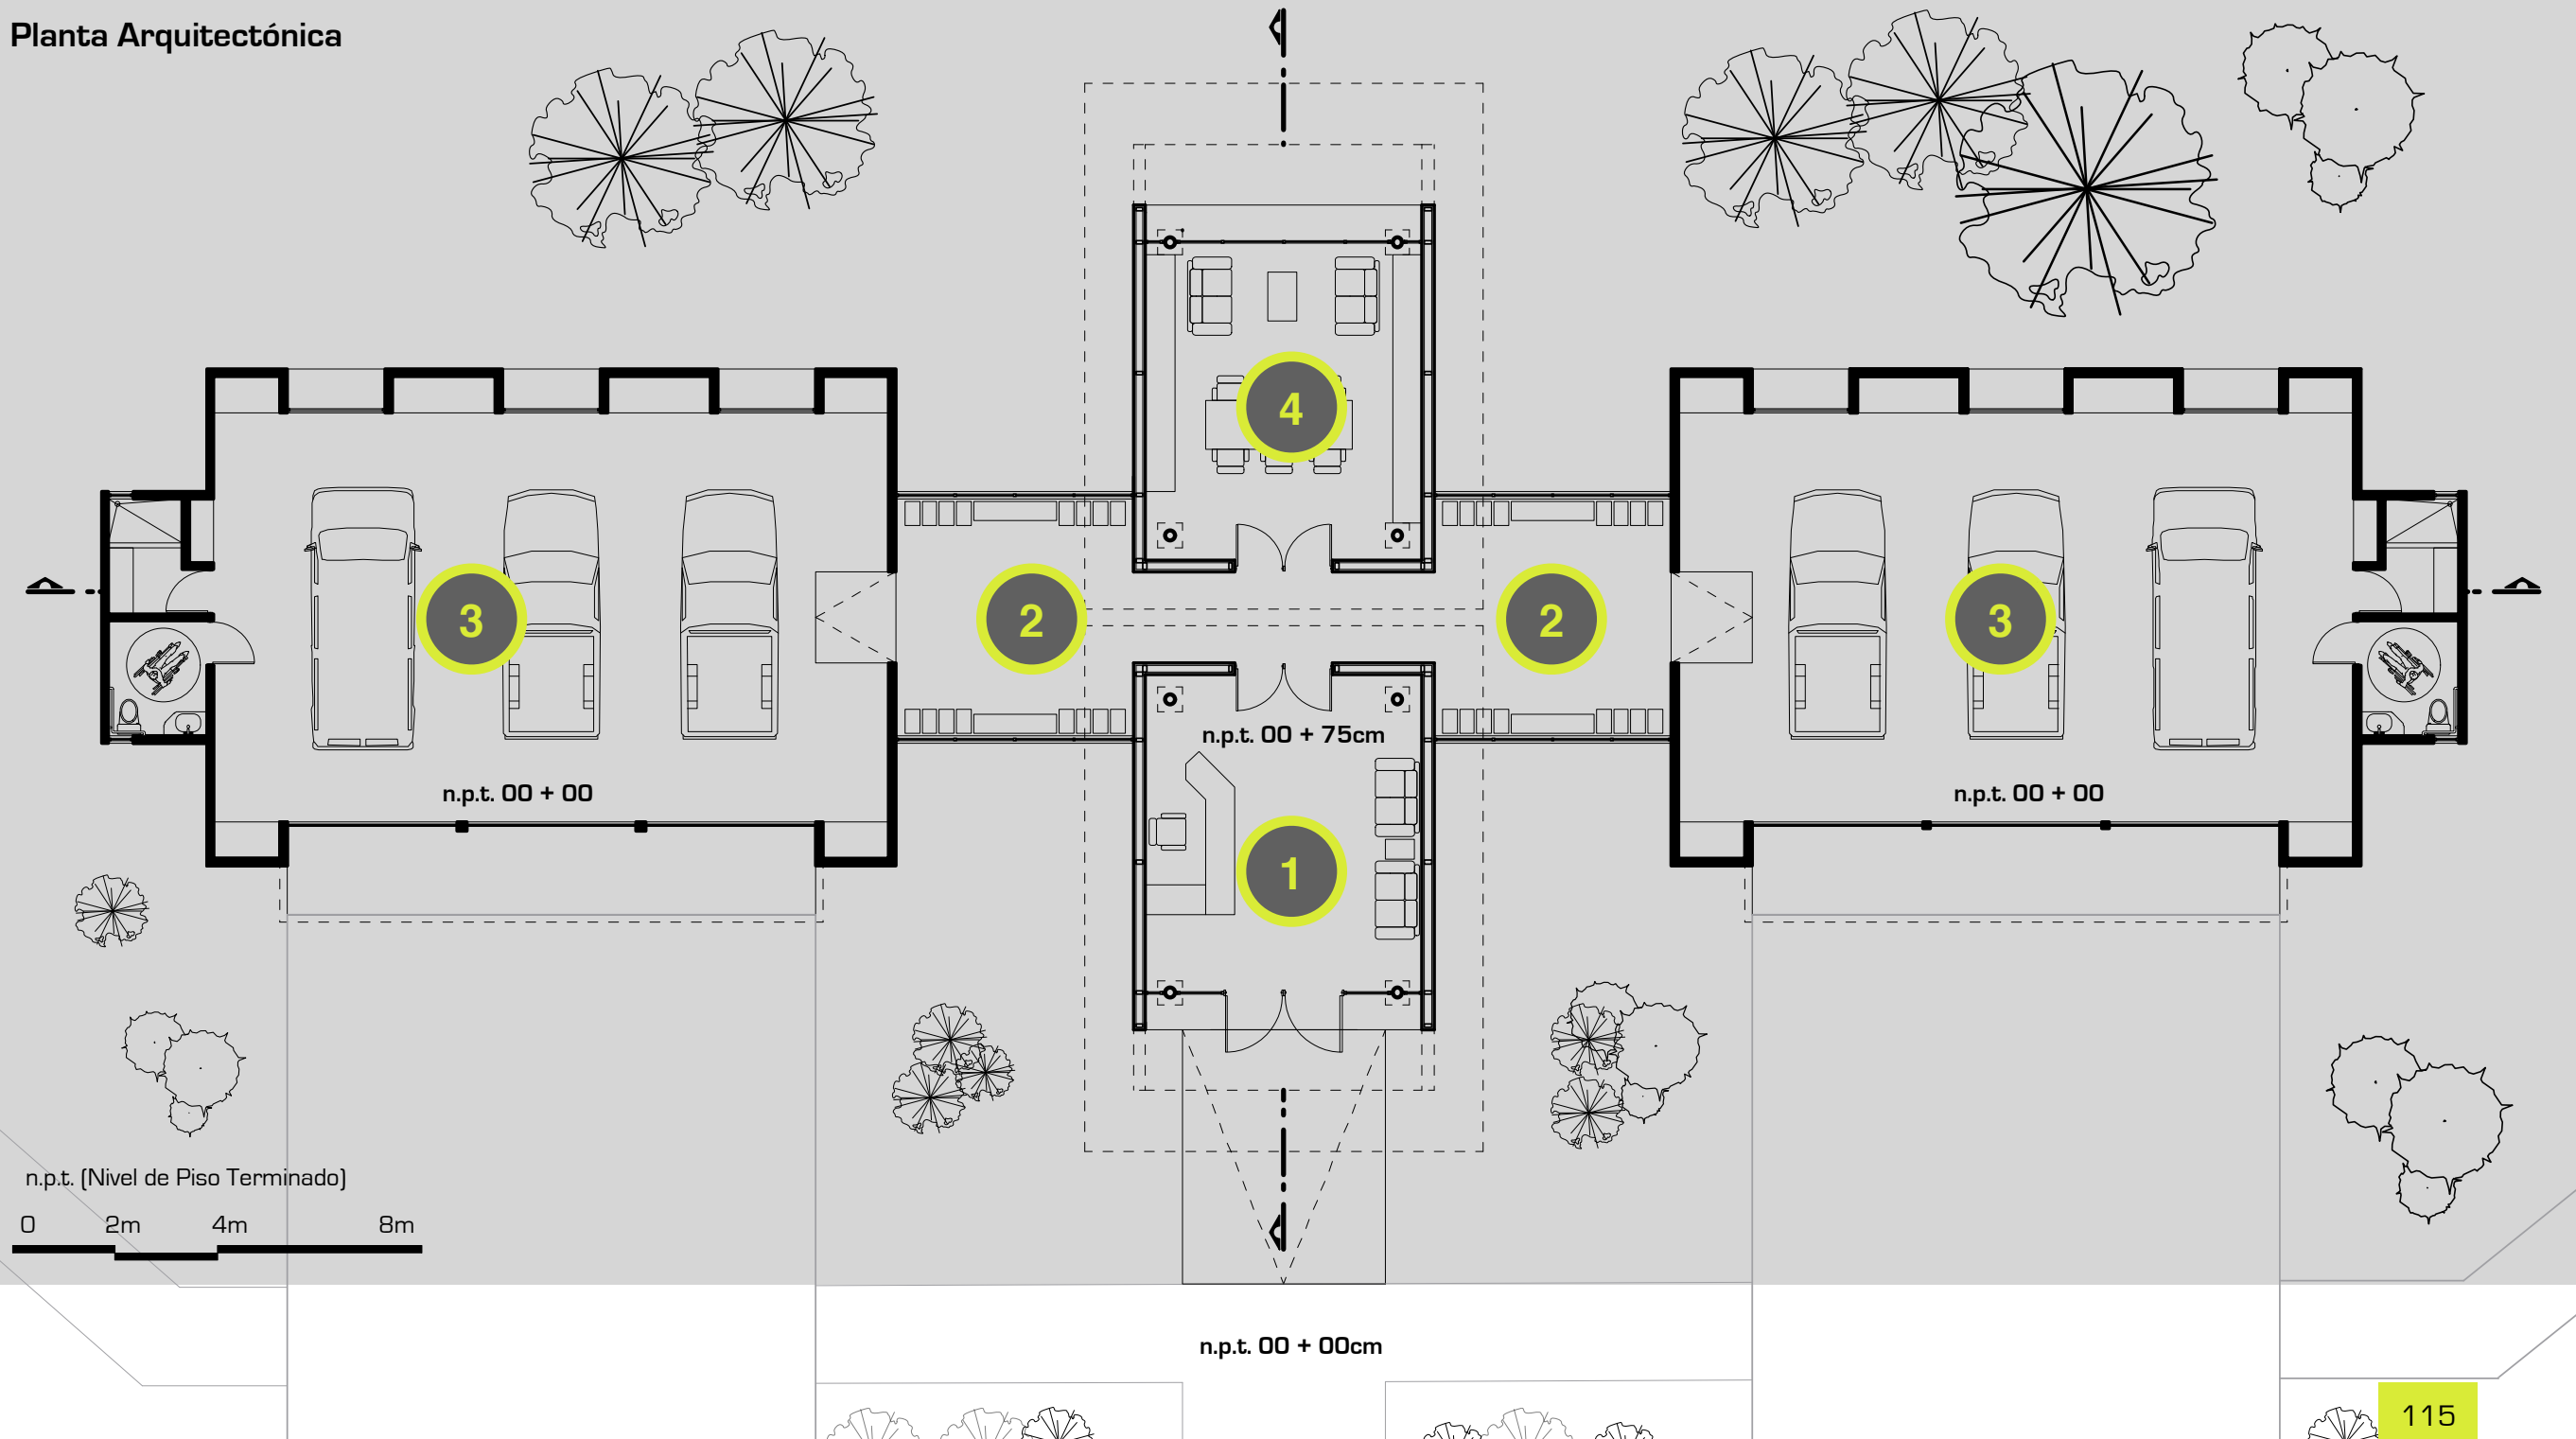 Planta Arquitectónica
4
3
2
2
3
n.p.t. 00 + 75cm
n.p.t. 00 + 00
n.p.t. 00 + 00
1
n.p.t. (Nivel de Piso Terminado)
0 2m 4m 8m
n.p.t. 00 + 00cm
115